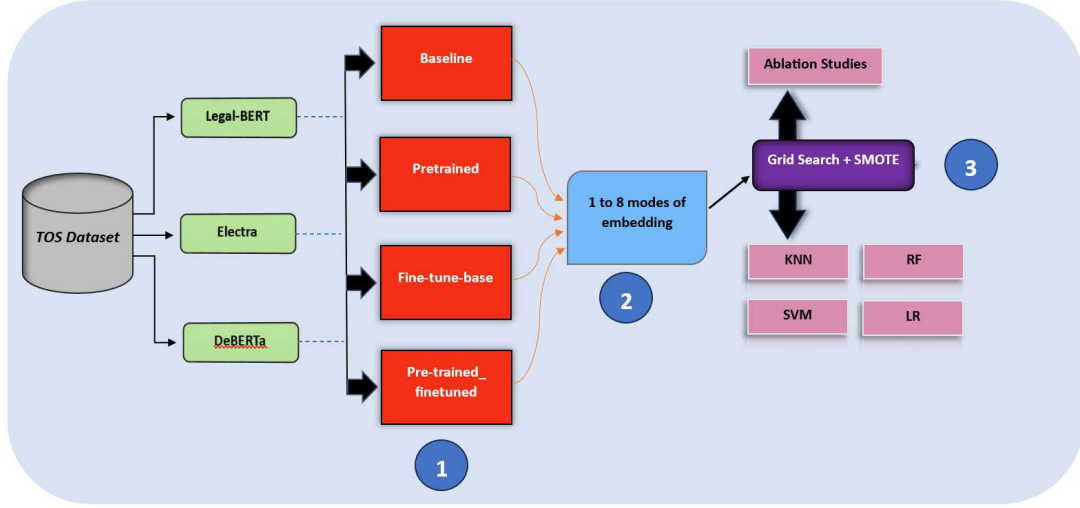 TOS Dataset
Legal-BERT
Electra
DeBERTa
Baseline
Pretrained
Fine-tune-base
Pre-trained_
finetuned
1
1 to 8 modes of
embedding
2
Ablation Studies
Grid Search + SMOTE
3
KNN
RF
SVM
LR